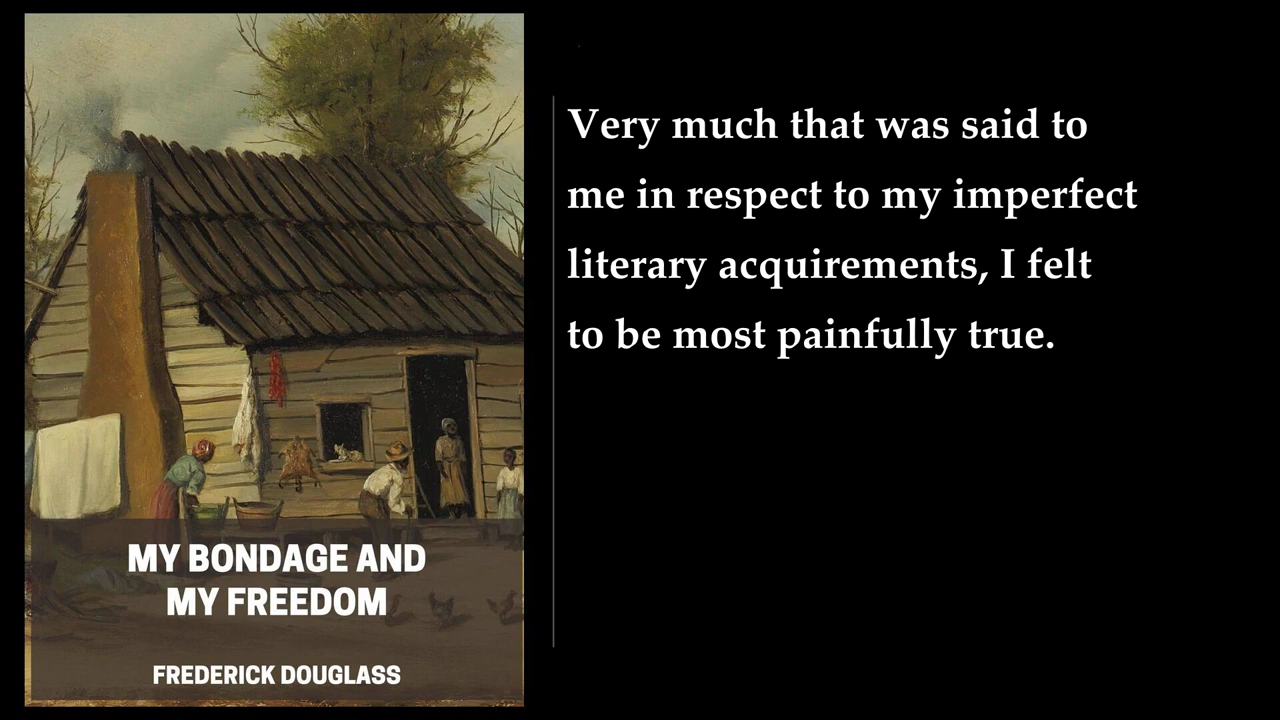 MY BONDAGE AND
MY FREEDOM
FREDERICK DOUGLASS
Very much that was said to
me in respect to my imperfect
literary acquirements, I felt
to be most painfully true.